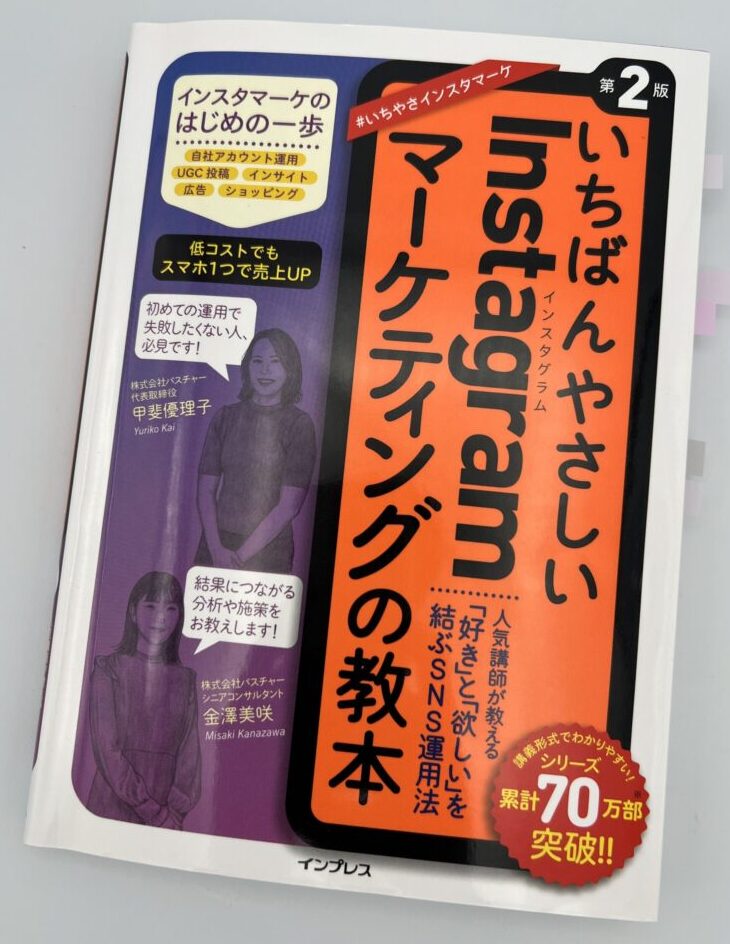 第2版
#いちやさインスタマーケ
いちばんやさしい
Instagram
インスタグラム
マーケティングの教本
人気講師が教える
「好き」と「欲しい」を
結ぶSNS運用法
インスタマーケの
はじめの一歩
自社アカウント運用
UGC投稿 インサイト
広告 ショッピング
低コストでも
スマホ1つで売上UP
初めての運用で
失敗したくない人、
必見です!
株式会社パスチャー
代表取締役
甲斐優理子
Yuriko Kai
結果につながる
分析や施策を
お教えします!
株式会社パスチャー
シニアコンサルタント
金澤美咲
Misaki Kanazawa
講義形式でわかりやすい!
シリーズ
累計70万部※
突破!!
インプレス